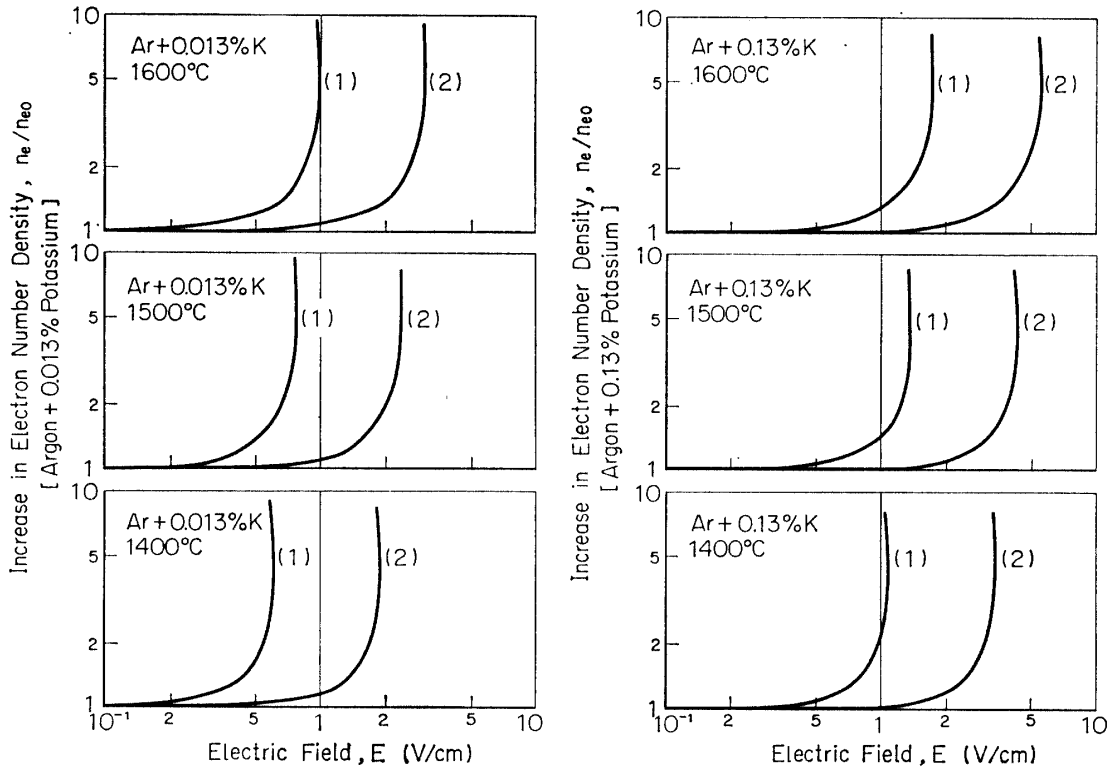 Increase in Electron Number Density, ne/neo
[Argon + 0.013% Potassium]
10
5
2
1
Ar+0.013%K
1600°C
(1)
(2)
10
5
2
1
Ar+0.013%K
1500°C
(1)
(2)
10
5
2
1
Ar+0.013%K
1400°C
(1)
(2)
10⁻¹ 2 5 1 2 5 10
Electric Field, E (V/cm)
Increase in Electron Number Density, ne/neo
[Argon + 0.13% Potassium]
10
5
2
1
Ar+0.13%K
1600°C
(1)
(2)
10
5
2
1
Ar+0.13%K
1500°C
(1)
(2)
10
5
2
1
Ar+0.13%K
1400°C
(1)
(2)
10⁻¹ 2 5 1 2 5 10
Electric Field, E (V/cm)